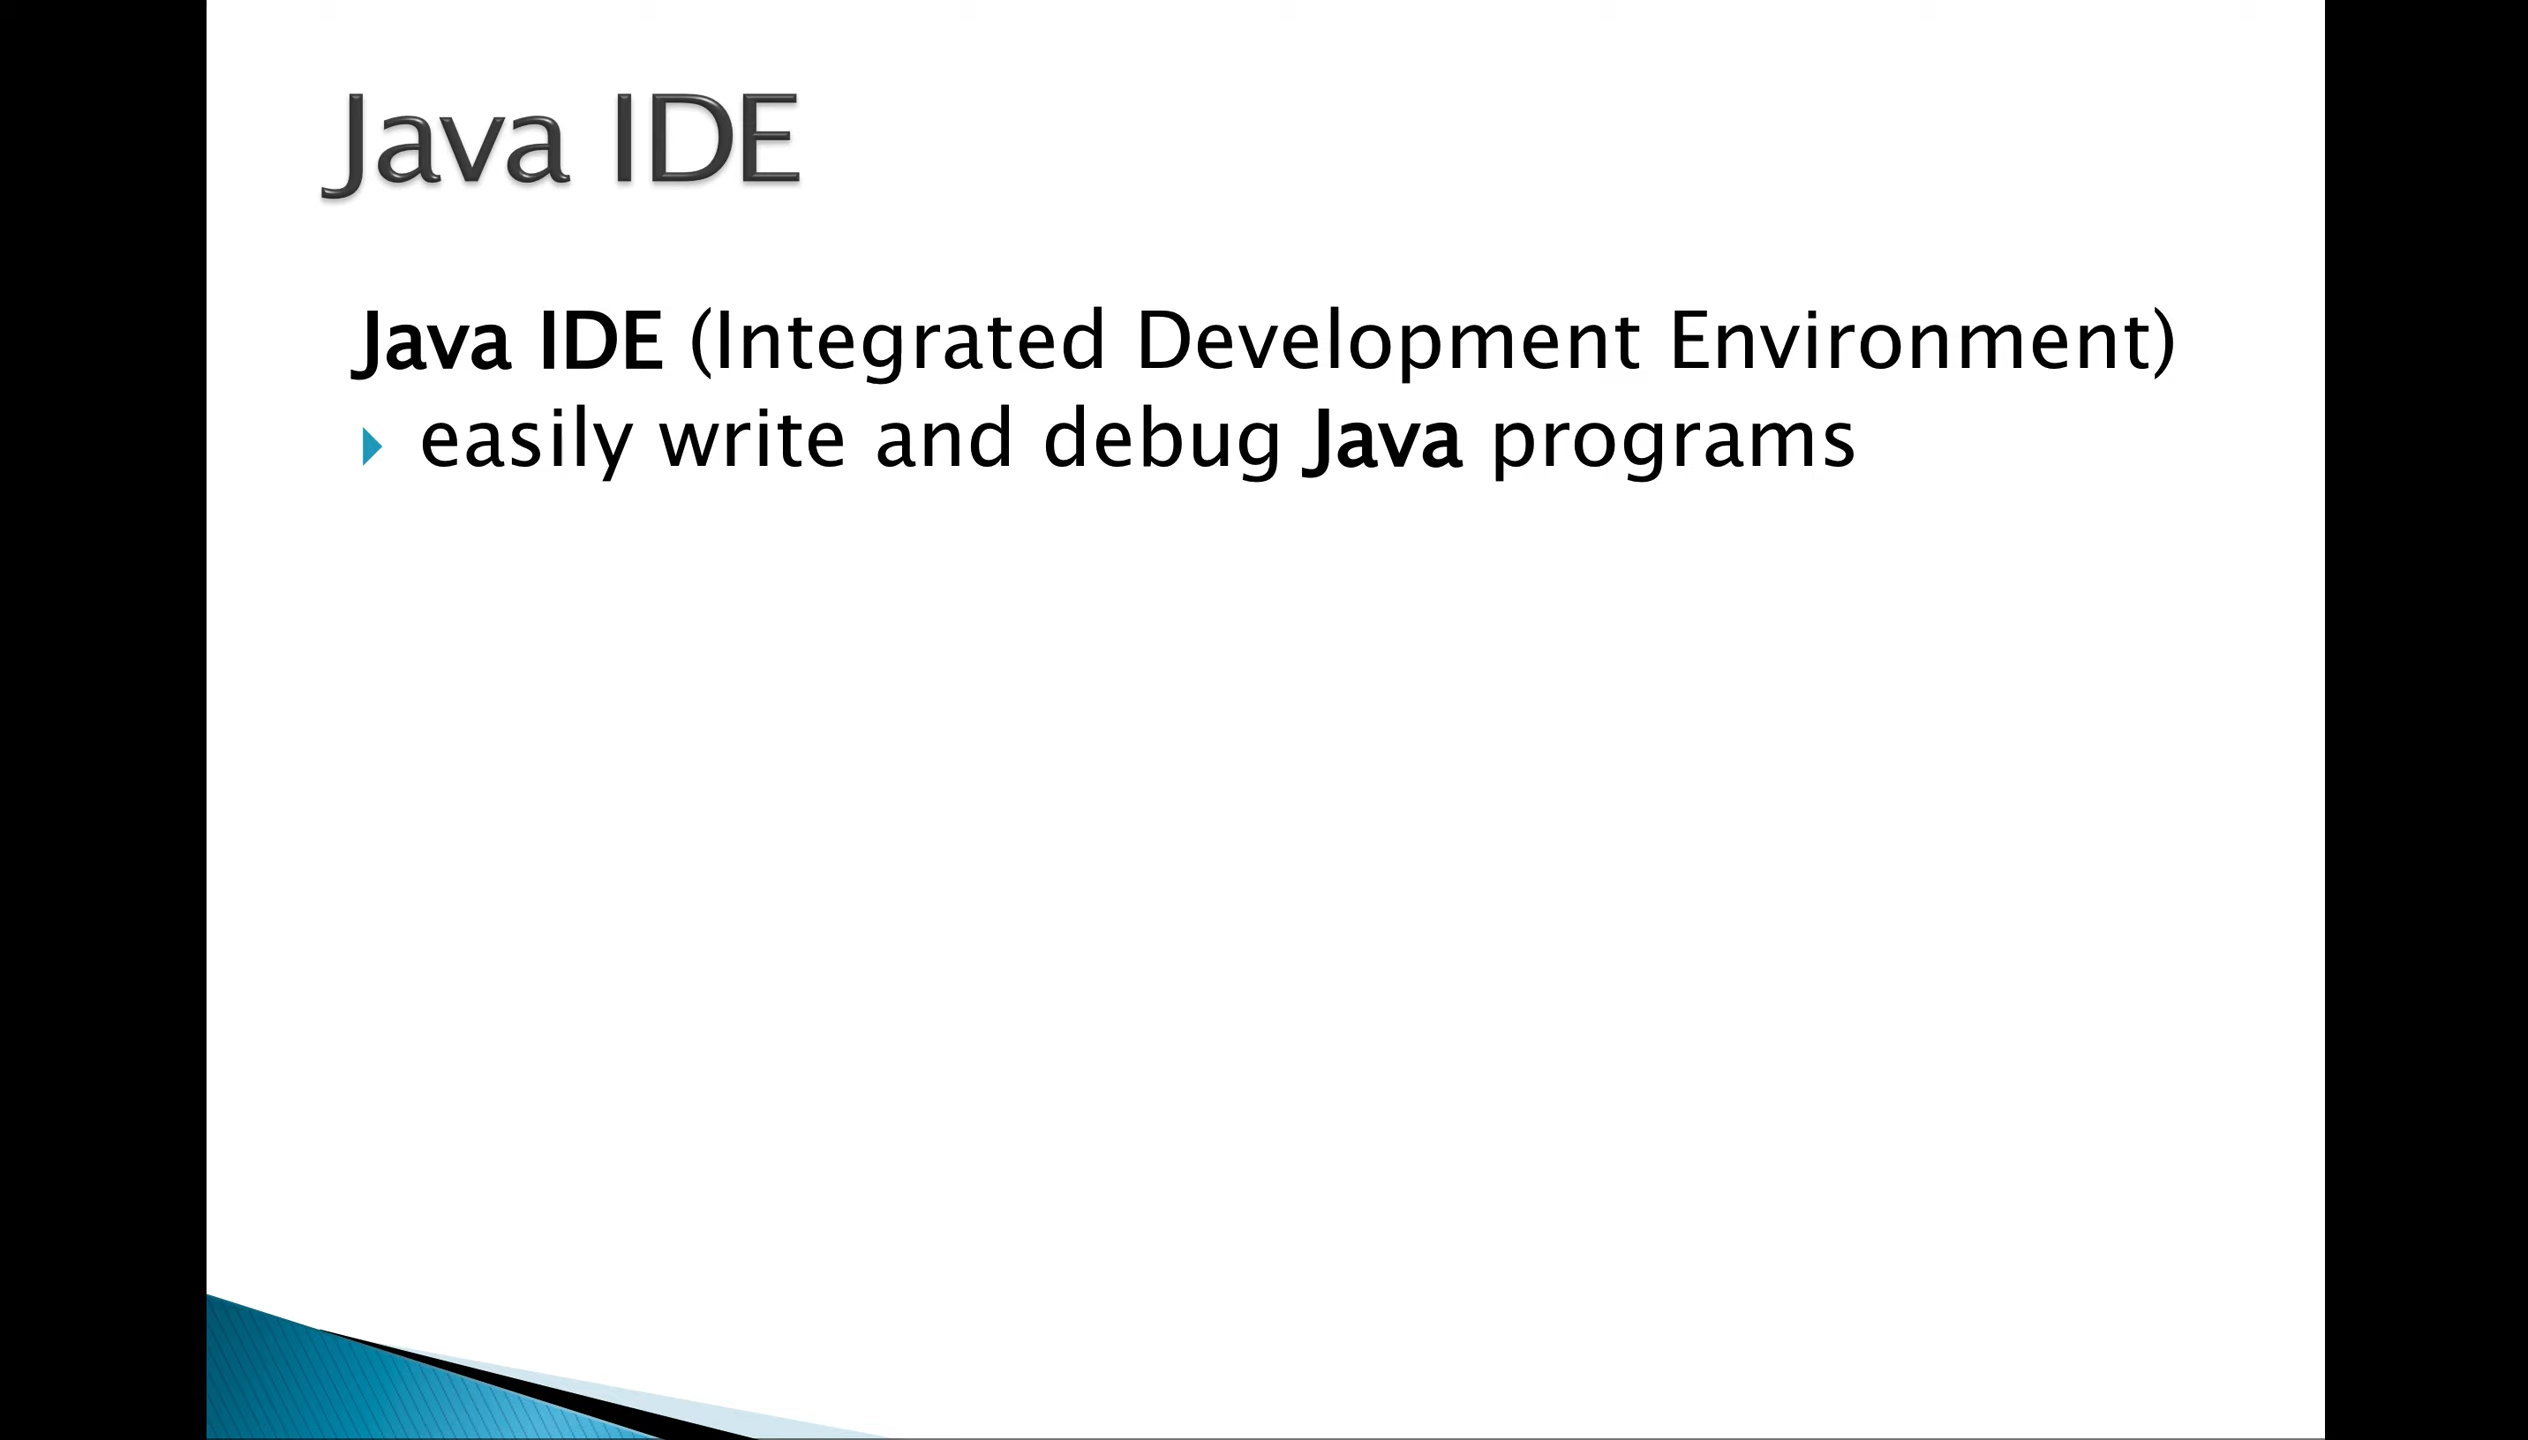 Java IDE
Java IDE (Integrated Development Environment)
easily write and debug Java programs